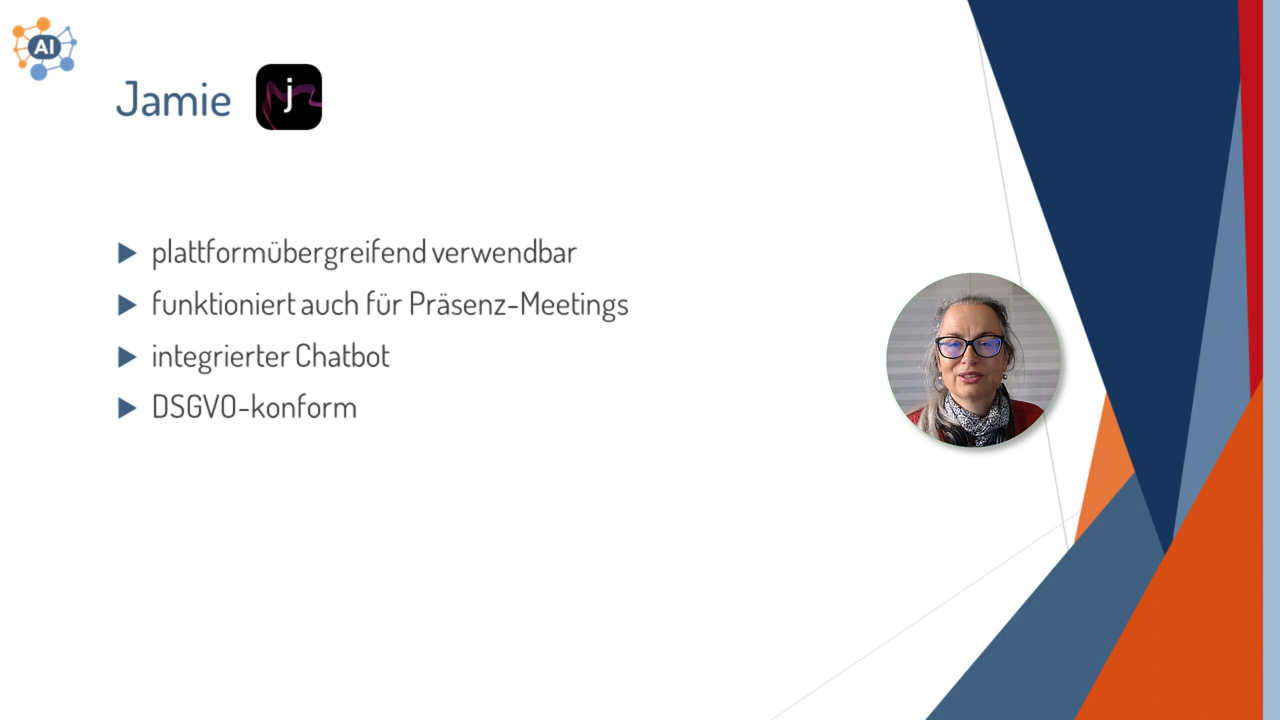 AI
Jamie
j
plattformübergreifend verwendbar
funktioniert auch für Präsenz-Meetings
integrierter Chatbot
DSGVO-konform